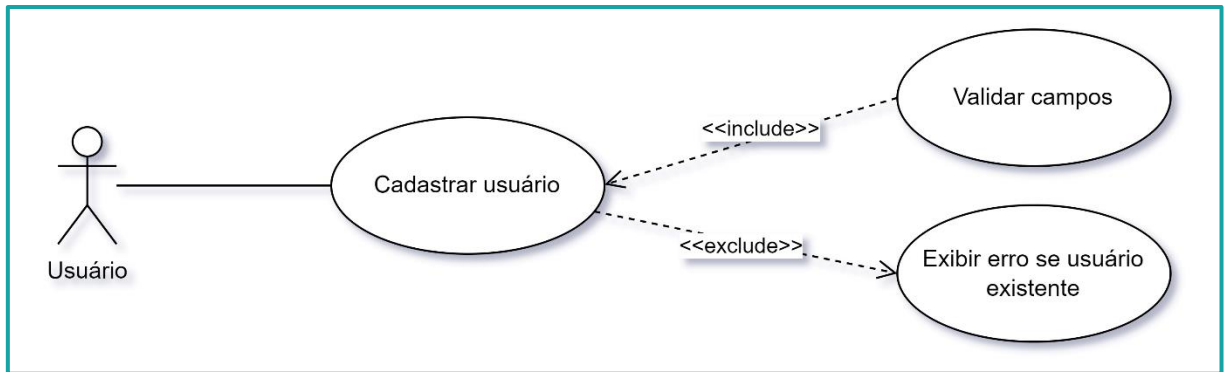 Validar campos
<<include>>
Cadastrar usuário
<<exclude>>
Exibir erro se usuário
existente
Usuário